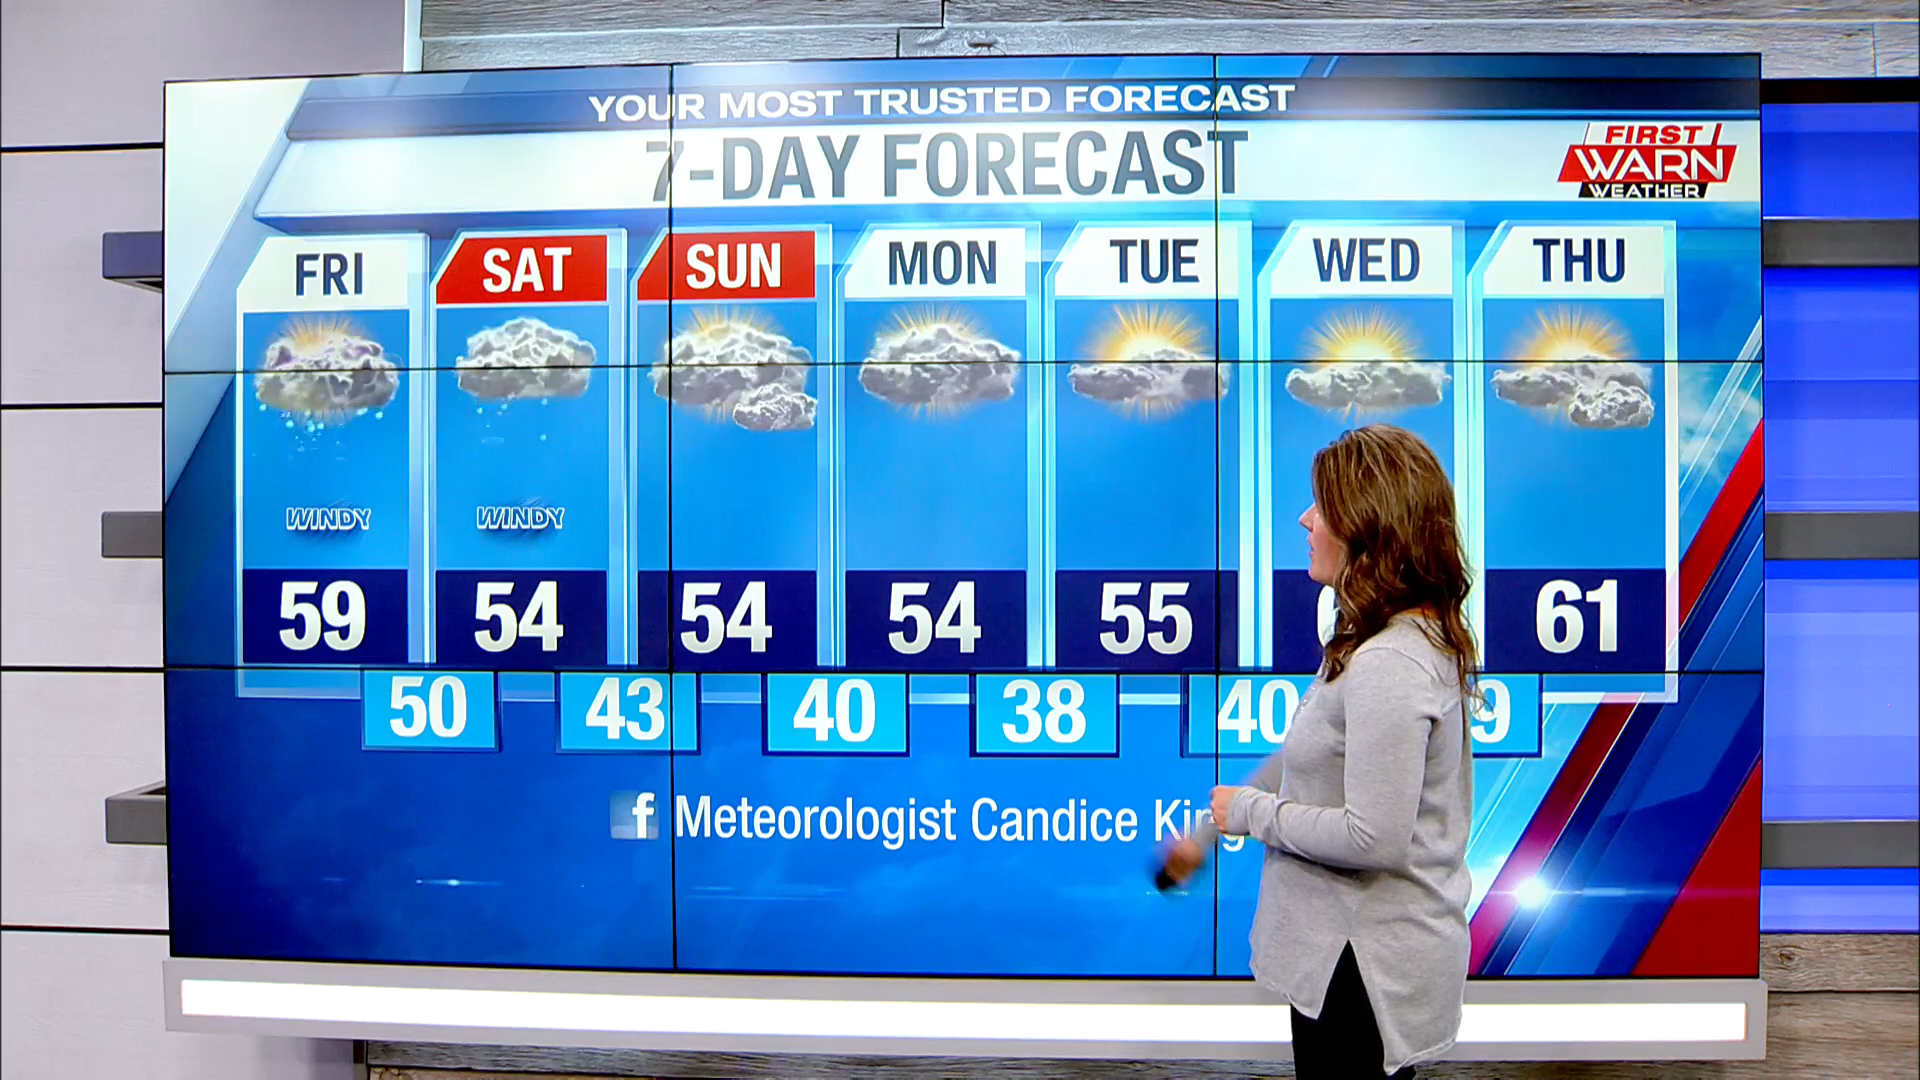 YOUR MOST TRUSTED FORECAST
7-DAY FORECAST
FIRST
WARN
WEATHER
FRI SAT SUN MON TUE WED THU
WINDY WINDY
59 54 54 54 55 61
50 43 40 38 40
f Meteorologist Candice King